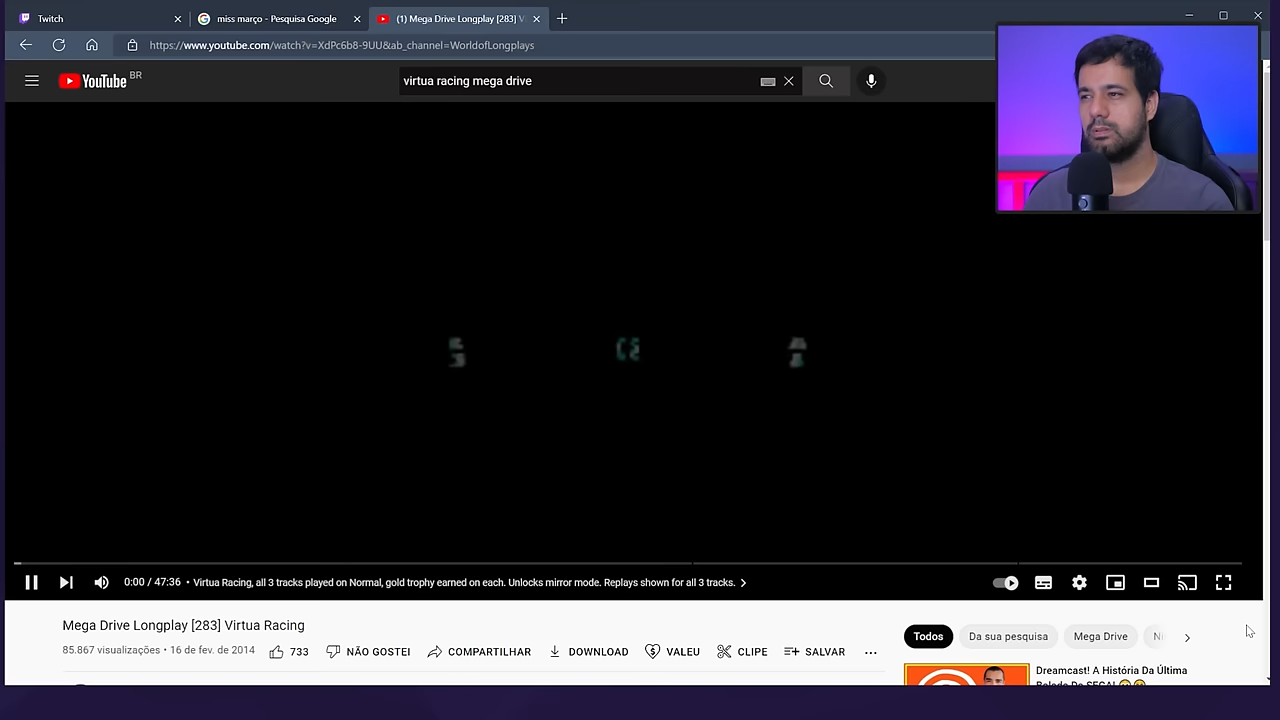 Twitch
miss março - Pesquisa Google
(1) Mega Drive Longplay [283] V
https://www.youtube.com/watch?v=XdPc6b8-9UU&ab_channel=WorldofLongplays
YouTube BR
virtua racing mega drive
0:00 / 47:36 • Virtua Racing, all 3 tracks played on Normal, gold trophy earned on each. Unlocks mirror mode. Replays shown for all 3 tracks.
Mega Drive Longplay [283] Virtua Racing
85.867 visualizações • 16 de fev. de 2014
733
NÃO GOSTEI
COMPARTILHAR
DOWNLOAD
VALEU
CLIPE
SALVAR
Todos
Da sua pesquisa
Mega Drive
Dreamcast! A História Da Última